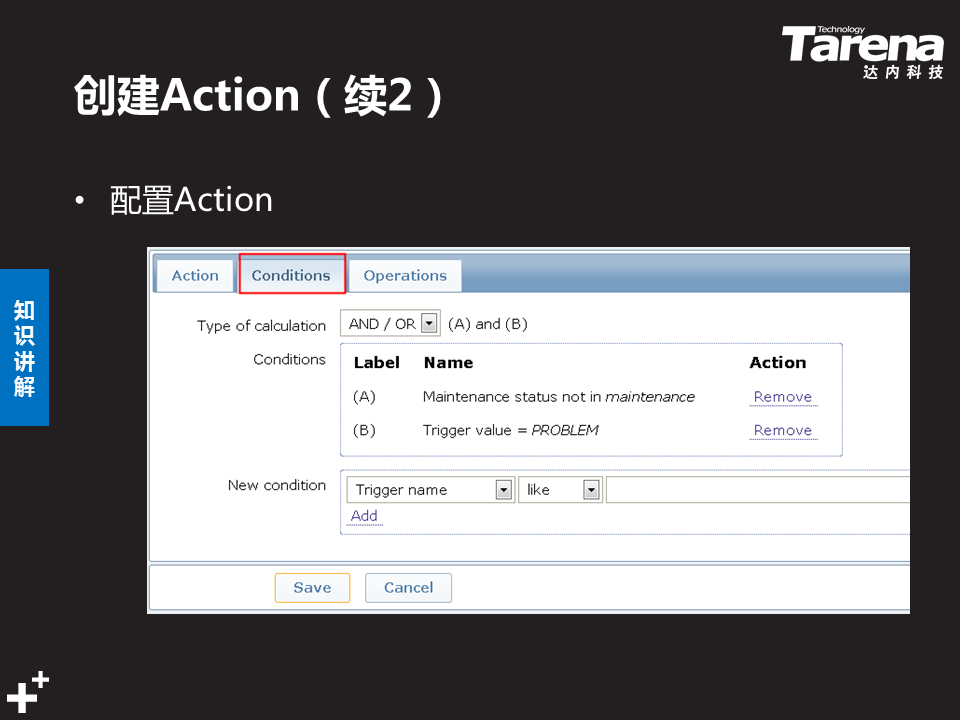 Technology
Tarena
达内科技
创建Action（续2）
• 配置Action
知识讲解
Action Conditions Operations
Type of calculation AND / OR (A) and (B)
Conditions Label Name Action
(A) Maintenance status not in maintenance Remove
(B) Trigger value = PROBLEM Remove
New condition Trigger name like
Add
Save Cancel